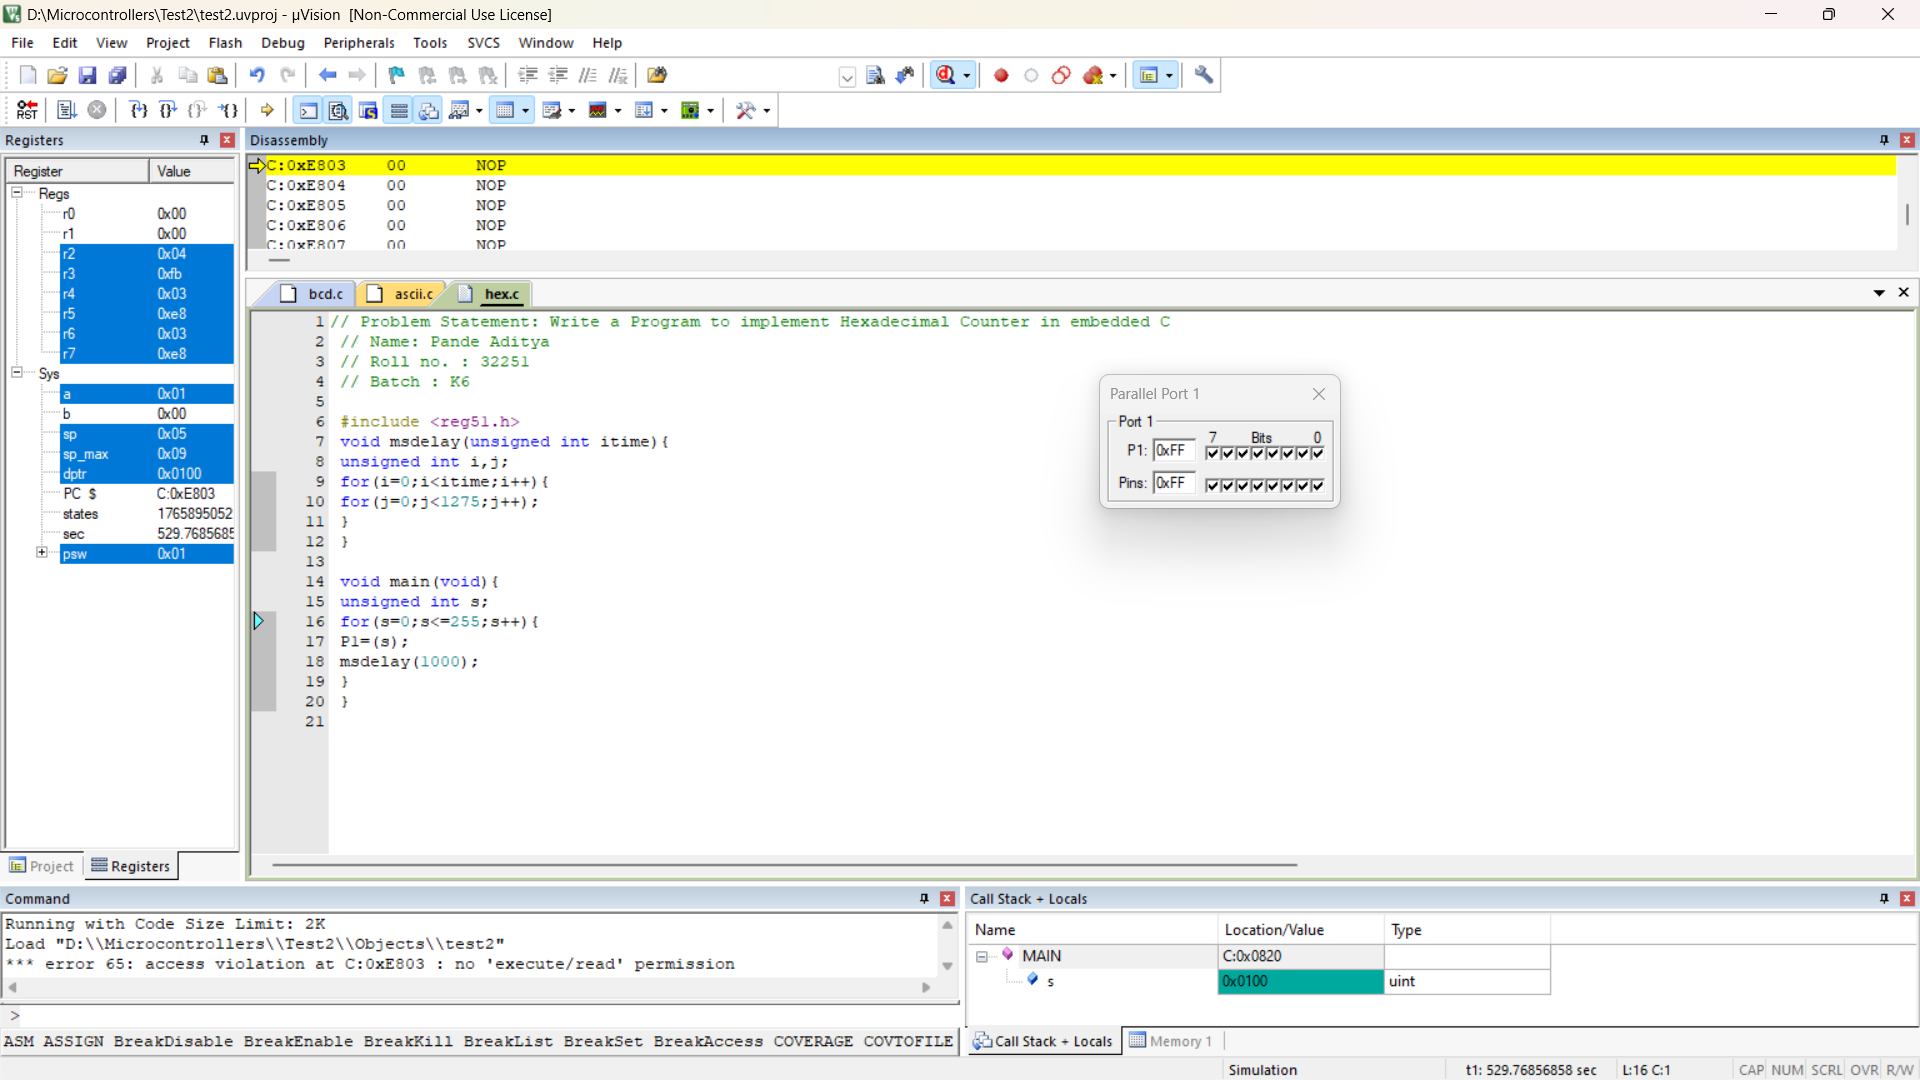 D:\Microcontrollers\Test2\test2.uvproj - µVision [Non-Commercial Use License]
File Edit View Project Flash Debug Peripherals Tools SVCS Window Help
RST
Registers
Register Value
Regs
r0 0x00
r1 0x00
r2 0x04
r3 0xfb
r4 0x03
r5 0xe8
r6 0x03
r7 0xe8
Sys
a 0x01
b 0x00
sp 0x05
sp_max 0x09
dptr 0x0100
PC $ C:0xE803
states 1765895052
sec 529.7685685
psw 0x01
Project Registers
Disassembly
C:0xE803 00 NOP
C:0xE804 00 NOP
C:0xE805 00 NOP
C:0xE806 00 NOP
C:0xE807 00 NOP
bcd.c ascii.c hex.c
1 // Problem Statement: Write a Program to implement Hexadecimal Counter in embedded C
2 // Name: Pande Aditya
3 // Roll no. : 32251
4 // Batch : K6
5
6 #include <reg51.h>
7 void msdelay(unsigned int itime){
8 unsigned int i,j;
9 for(i=0;i<itime;i++){
10 for(j=0;j<1275;j++);
11 }
12 }
13
14 void main(void){
15 unsigned int s;
16 for(s=0;s<=255;s++){
17 P1=(s);
18 msdelay(1000);
19 }
20 }
21
Parallel Port 1
Port 1
7 Bits 0
P1: 0xFF
Pins: 0xFF
Command
Running with Code Size Limit: 2K
Load "D:\\Microcontrollers\\Test2\\Objects\\test2"
*** error 65: access violation at C:0xE803 : no 'execute/read' permission
>
ASM ASSIGN BreakDisable BreakEnable BreakKill BreakList BreakSet BreakAccess COVERAGE COVTOFILE
Call Stack + Locals
Name Location/Value Type
MAIN C:0x0820
s 0x0100 uint
Call Stack + Locals Memory 1
Simulation t1: 529.76856858 sec L:16 C:1 CAP NUM SCRL OVR R/W